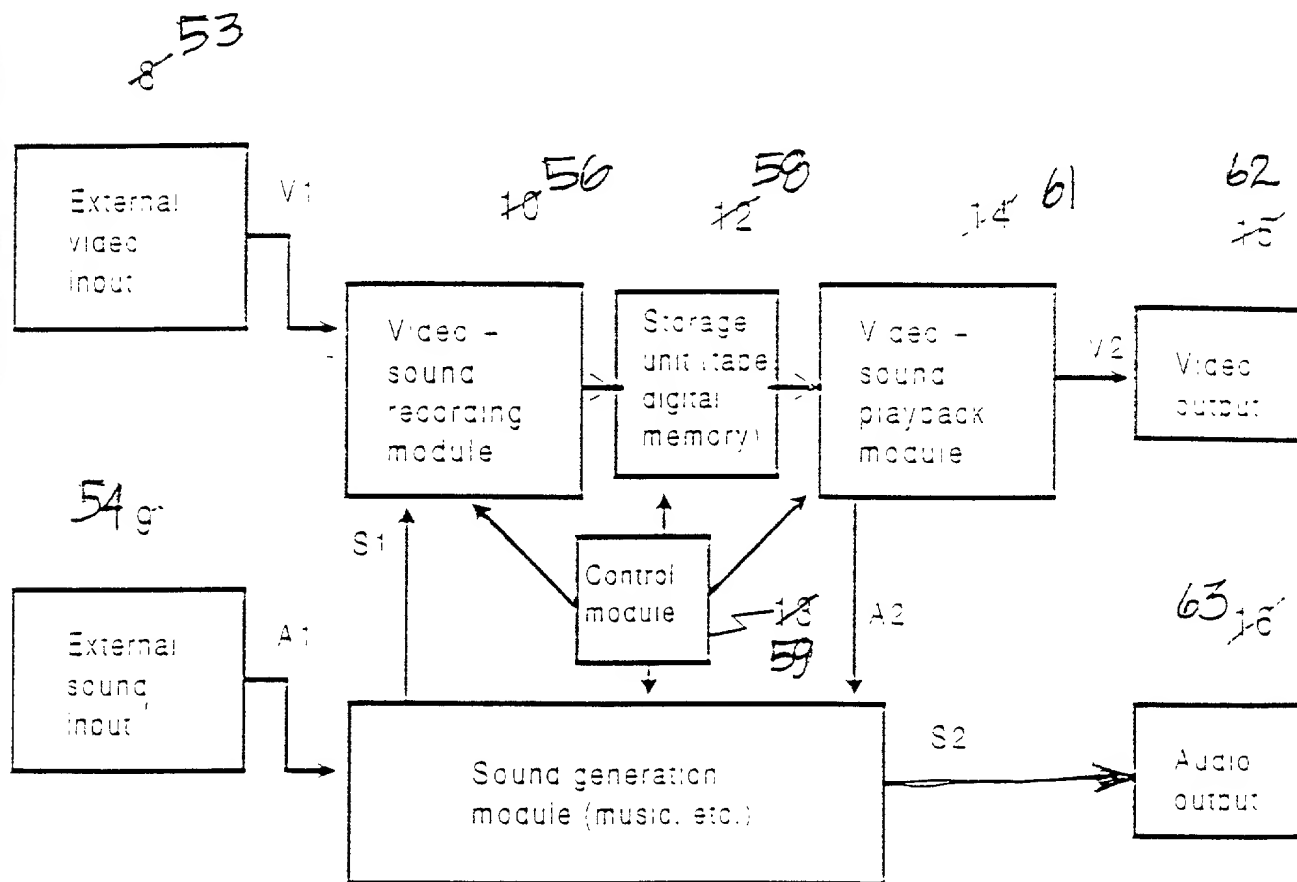 53
8
External
video
input
V1
56
10
58
12
14 61
62
15
Video –
sound
recording
module
Storage
unit (tape
digital
memory)
Video –
sound
playback
module
V2
Video
output
54 9
S1
Control
module
18
59
A2
63 16
External
sound
input
A1
Sound generation
module (music, etc.)
S2
Audio
output